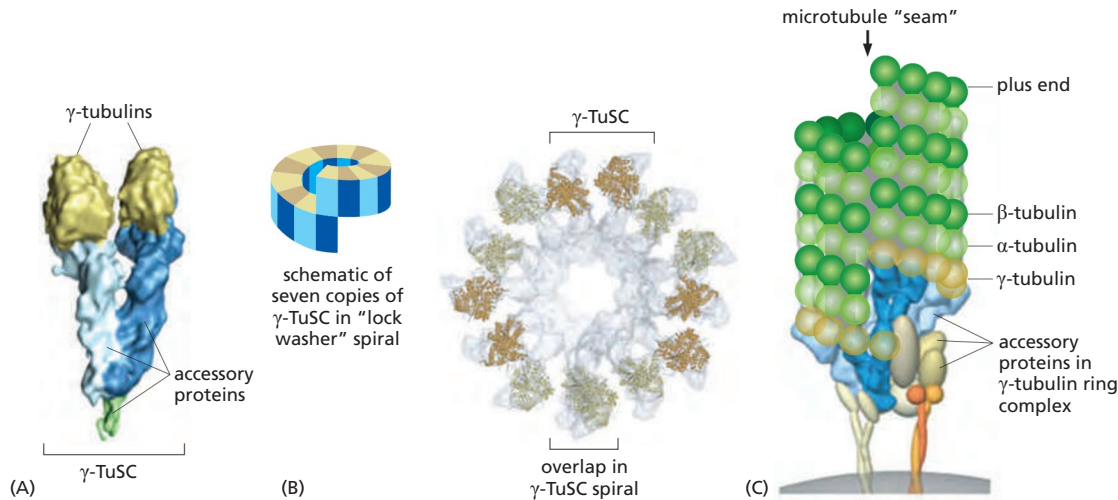 γ-tubulins
accessory
proteins
γ-TuSC
(A)
schematic of
seven copies of
γ-TuSC in “lock
washer” spiral
(B)
γ-TuSC
overlap in
γ-TuSC spiral
microtubule “seam”
plus end
β-tubulin
α-tubulin
γ-tubulin
accessory
proteins in
γ-tubulin ring
complex
(C)